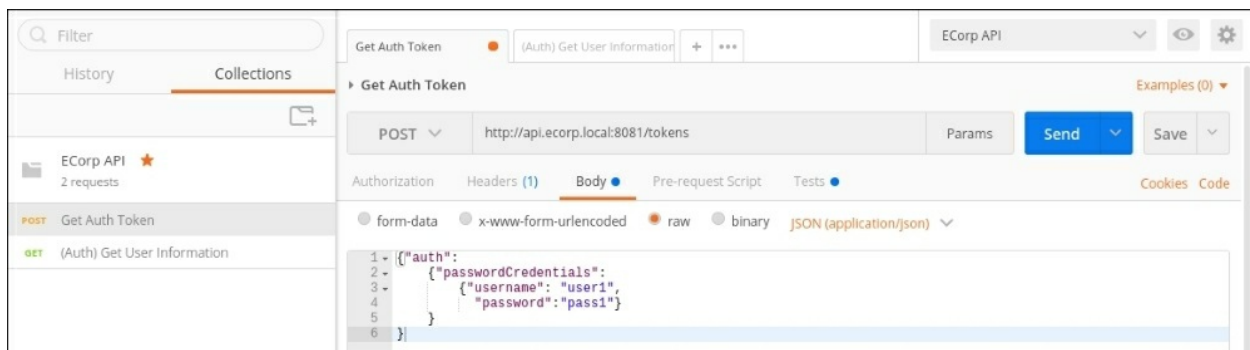 Filter
History Collections
ECorp API
2 requests
POST Get Auth Token
GET (Auth) Get User Information
Get Auth Token (Auth) Get User Information + •••
ECorp API
Get Auth Token
Examples (0)
POST http://api.ecorp.local:8081/tokens Params Send Save
Authorization Headers (1) Body Pre-request Script Tests Cookies Code
form-data x-www-form-urlencoded raw binary JSON (application/json)
1 {"auth":
2 {"passwordCredentials":
3 {"username": "user1",
4 "password":"pass1"}
5 }
6 }